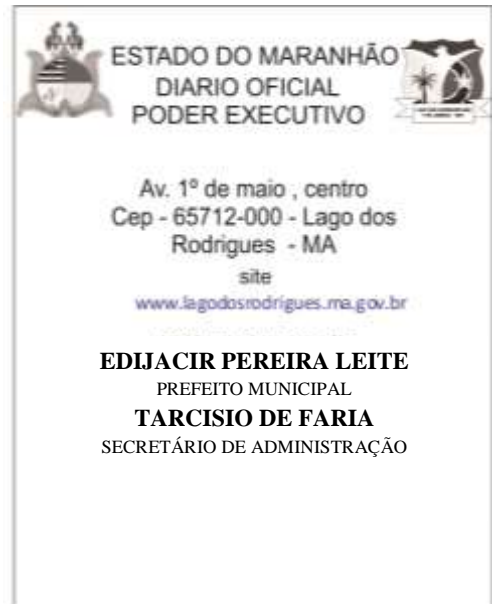 ESTADO DO MARANHÃO
DIARIO OFICIAL
PODER EXECUTIVO
Av. 1º de maio , centro
Cep - 65712-000 - Lago dos
Rodrigues - MA
site
www.lagodosrodrigues.ma.gov.br
EDIJACIR PEREIRA LEITE
PREFEITO MUNICIPAL
TARCISIO DE FARIA
SECRETÁRIO DE ADMINISTRAÇÃO